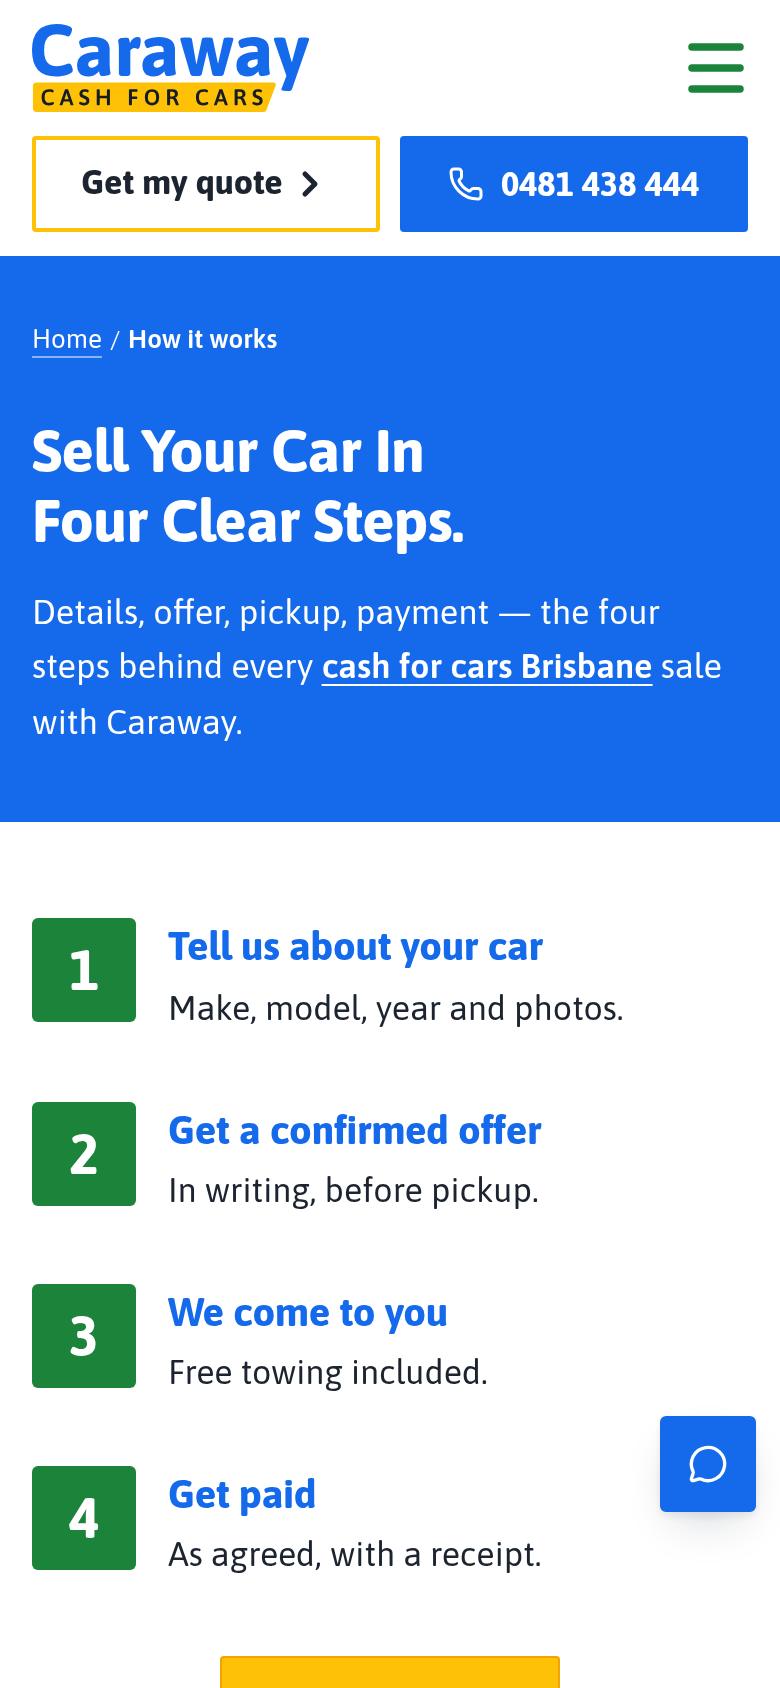 Caraway
CASH FOR CARS
Get my quote
0481 438 444
Home / How it works
Sell Your Car In
Four Clear Steps.
Details, offer, pickup, payment — the four
steps behind every cash for cars Brisbane sale
with Caraway.
1
Tell us about your car
Make, model, year and photos.
2
Get a confirmed offer
In writing, before pickup.
3
We come to you
Free towing included.
4
Get paid
As agreed, with a receipt.